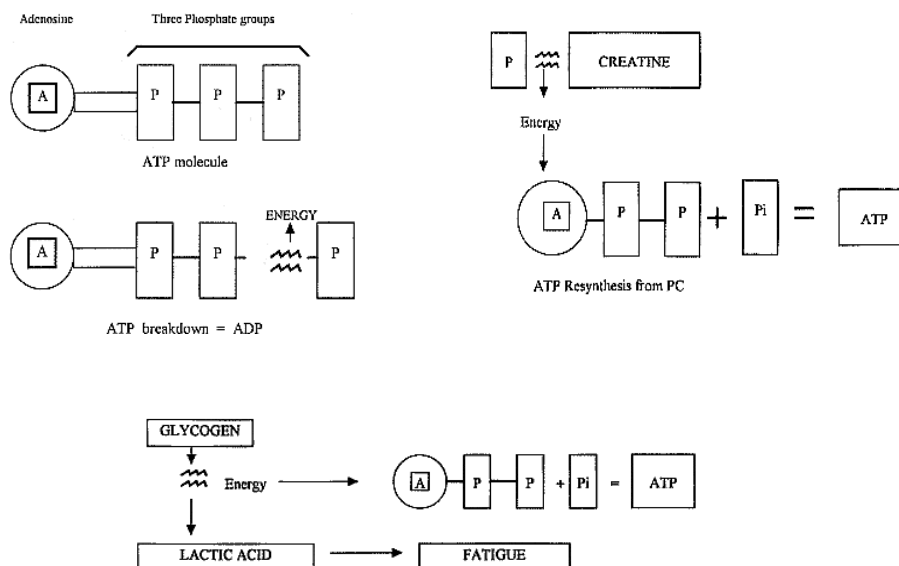 Adenosine Three Phosphate groups
A P P P
ATP molecule
ENERGY
A P P P
ATP breakdown = ADP
P CREATINE
Energy
A P P + Pi = ATP
ATP Resynthesis from PC
GLYCOGEN
Energy A P P + Pi = ATP
LACTIC ACID FATIGUE